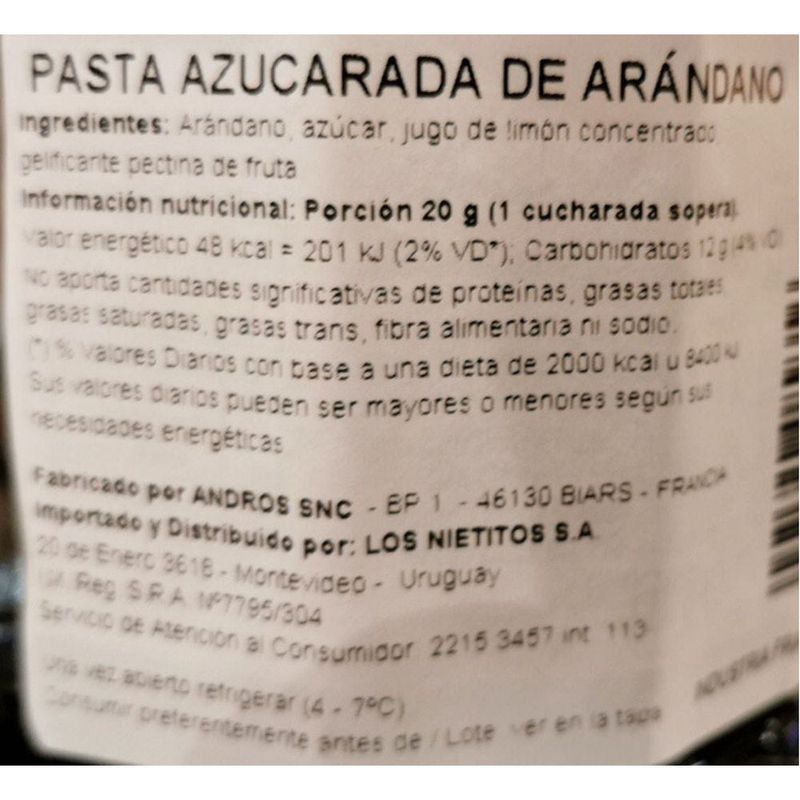 PASTA AZUCARADA DE ARÁNDANO
Ingredientes: Arándano, azúcar, jugo de limón concentrado,
gelificante pectina de fruta
Información nutricional: Porción 20 g (1 cucharada sopera).
Valor energético 48 kcal = 201 kJ (2% VD*); Carbohidratos 12 g (4% VD)
No aporta cantidades significativas de proteínas, grasas totales,
grasas saturadas, grasas trans, fibra alimentaria ni sodio.
(*) % Valores Diarios con base a una dieta de 2000 kcal u 8400 kJ
Sus valores diarios pueden ser mayores o menores según sus
necesidades energéticas
Fabricado por ANDROS SNC - BP 1 - 46130 BIARS - FRANCIA
Importado y Distribuido por: LOS NIETITOS S.A
20 de Enero 3618 - Montevideo - Uruguay
IM. Reg. S.R.A. Nº7795/304
Servicio de Atención al Consumidor 2215 3457 int 113
Una vez abierto refrigerar (4 - 7ºC)
Consumir preferentemente antes de / Lote ver en la tapa
INDUSTRIA FRA